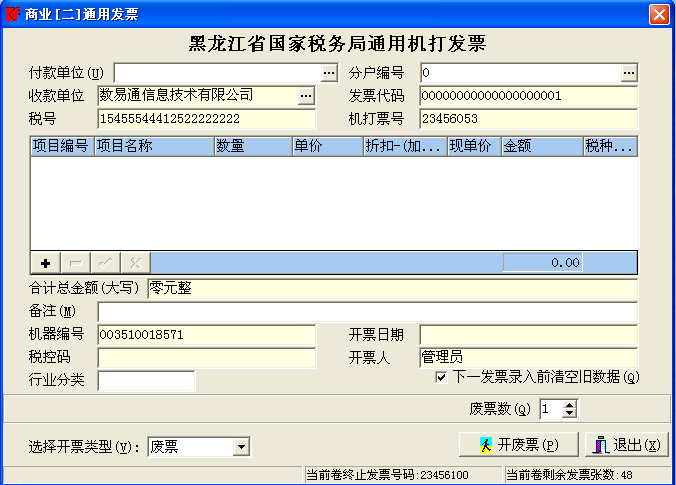 商业[二]通用发票
黑龙江省国家税务局通用机打发票
付款单位(U) ... 分户编号 0 ...
收款单位 数易通信息技术有限公司 ... 发票代码 00000000000000000001
税号 15455544412522222222 机打票号 23456053
项目编号 项目名称 数量 单价 折扣-(加... 现单价 金额 税种...
0.00
合计总金额(大写) 零元整
备注(M)
机器编号 003510018571 开票日期
税控码 开票人 管理员
行业分类 下一发票录入前清空旧数据(Q)
废票数(Q) 1
选择开票类型(V): 废票 开废票(P) 退出(X)
当前卷终止发票号码:23456100 当前卷剩余发票张数:48